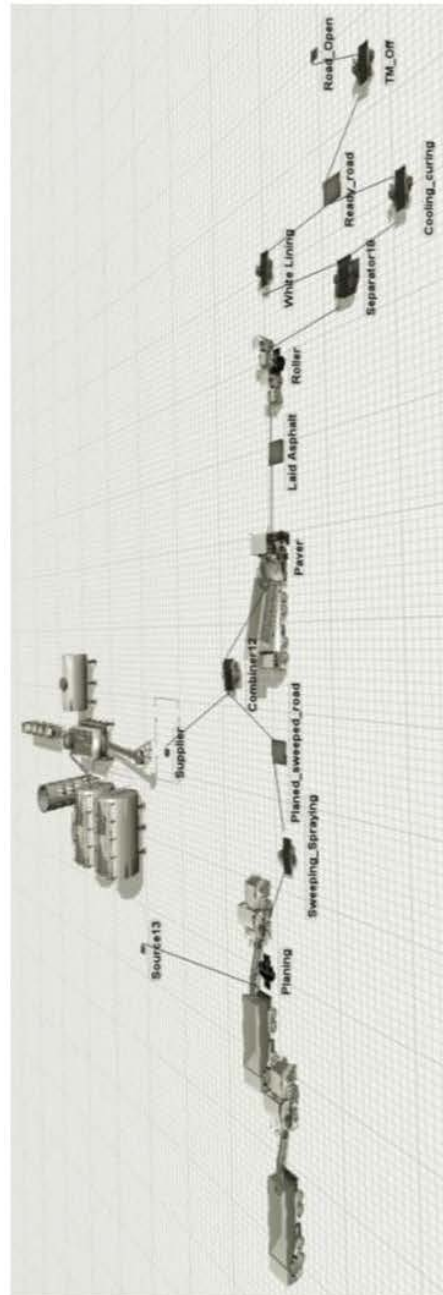 Source13
Planing
Sweeping_Spraying
Planed_sweeped_road
Supplier
Combiner12
Paver
Laid Asphalt
Roller
Separator18
White Lining
Cooling_curing
Ready_road
TM_Off
Road_Open